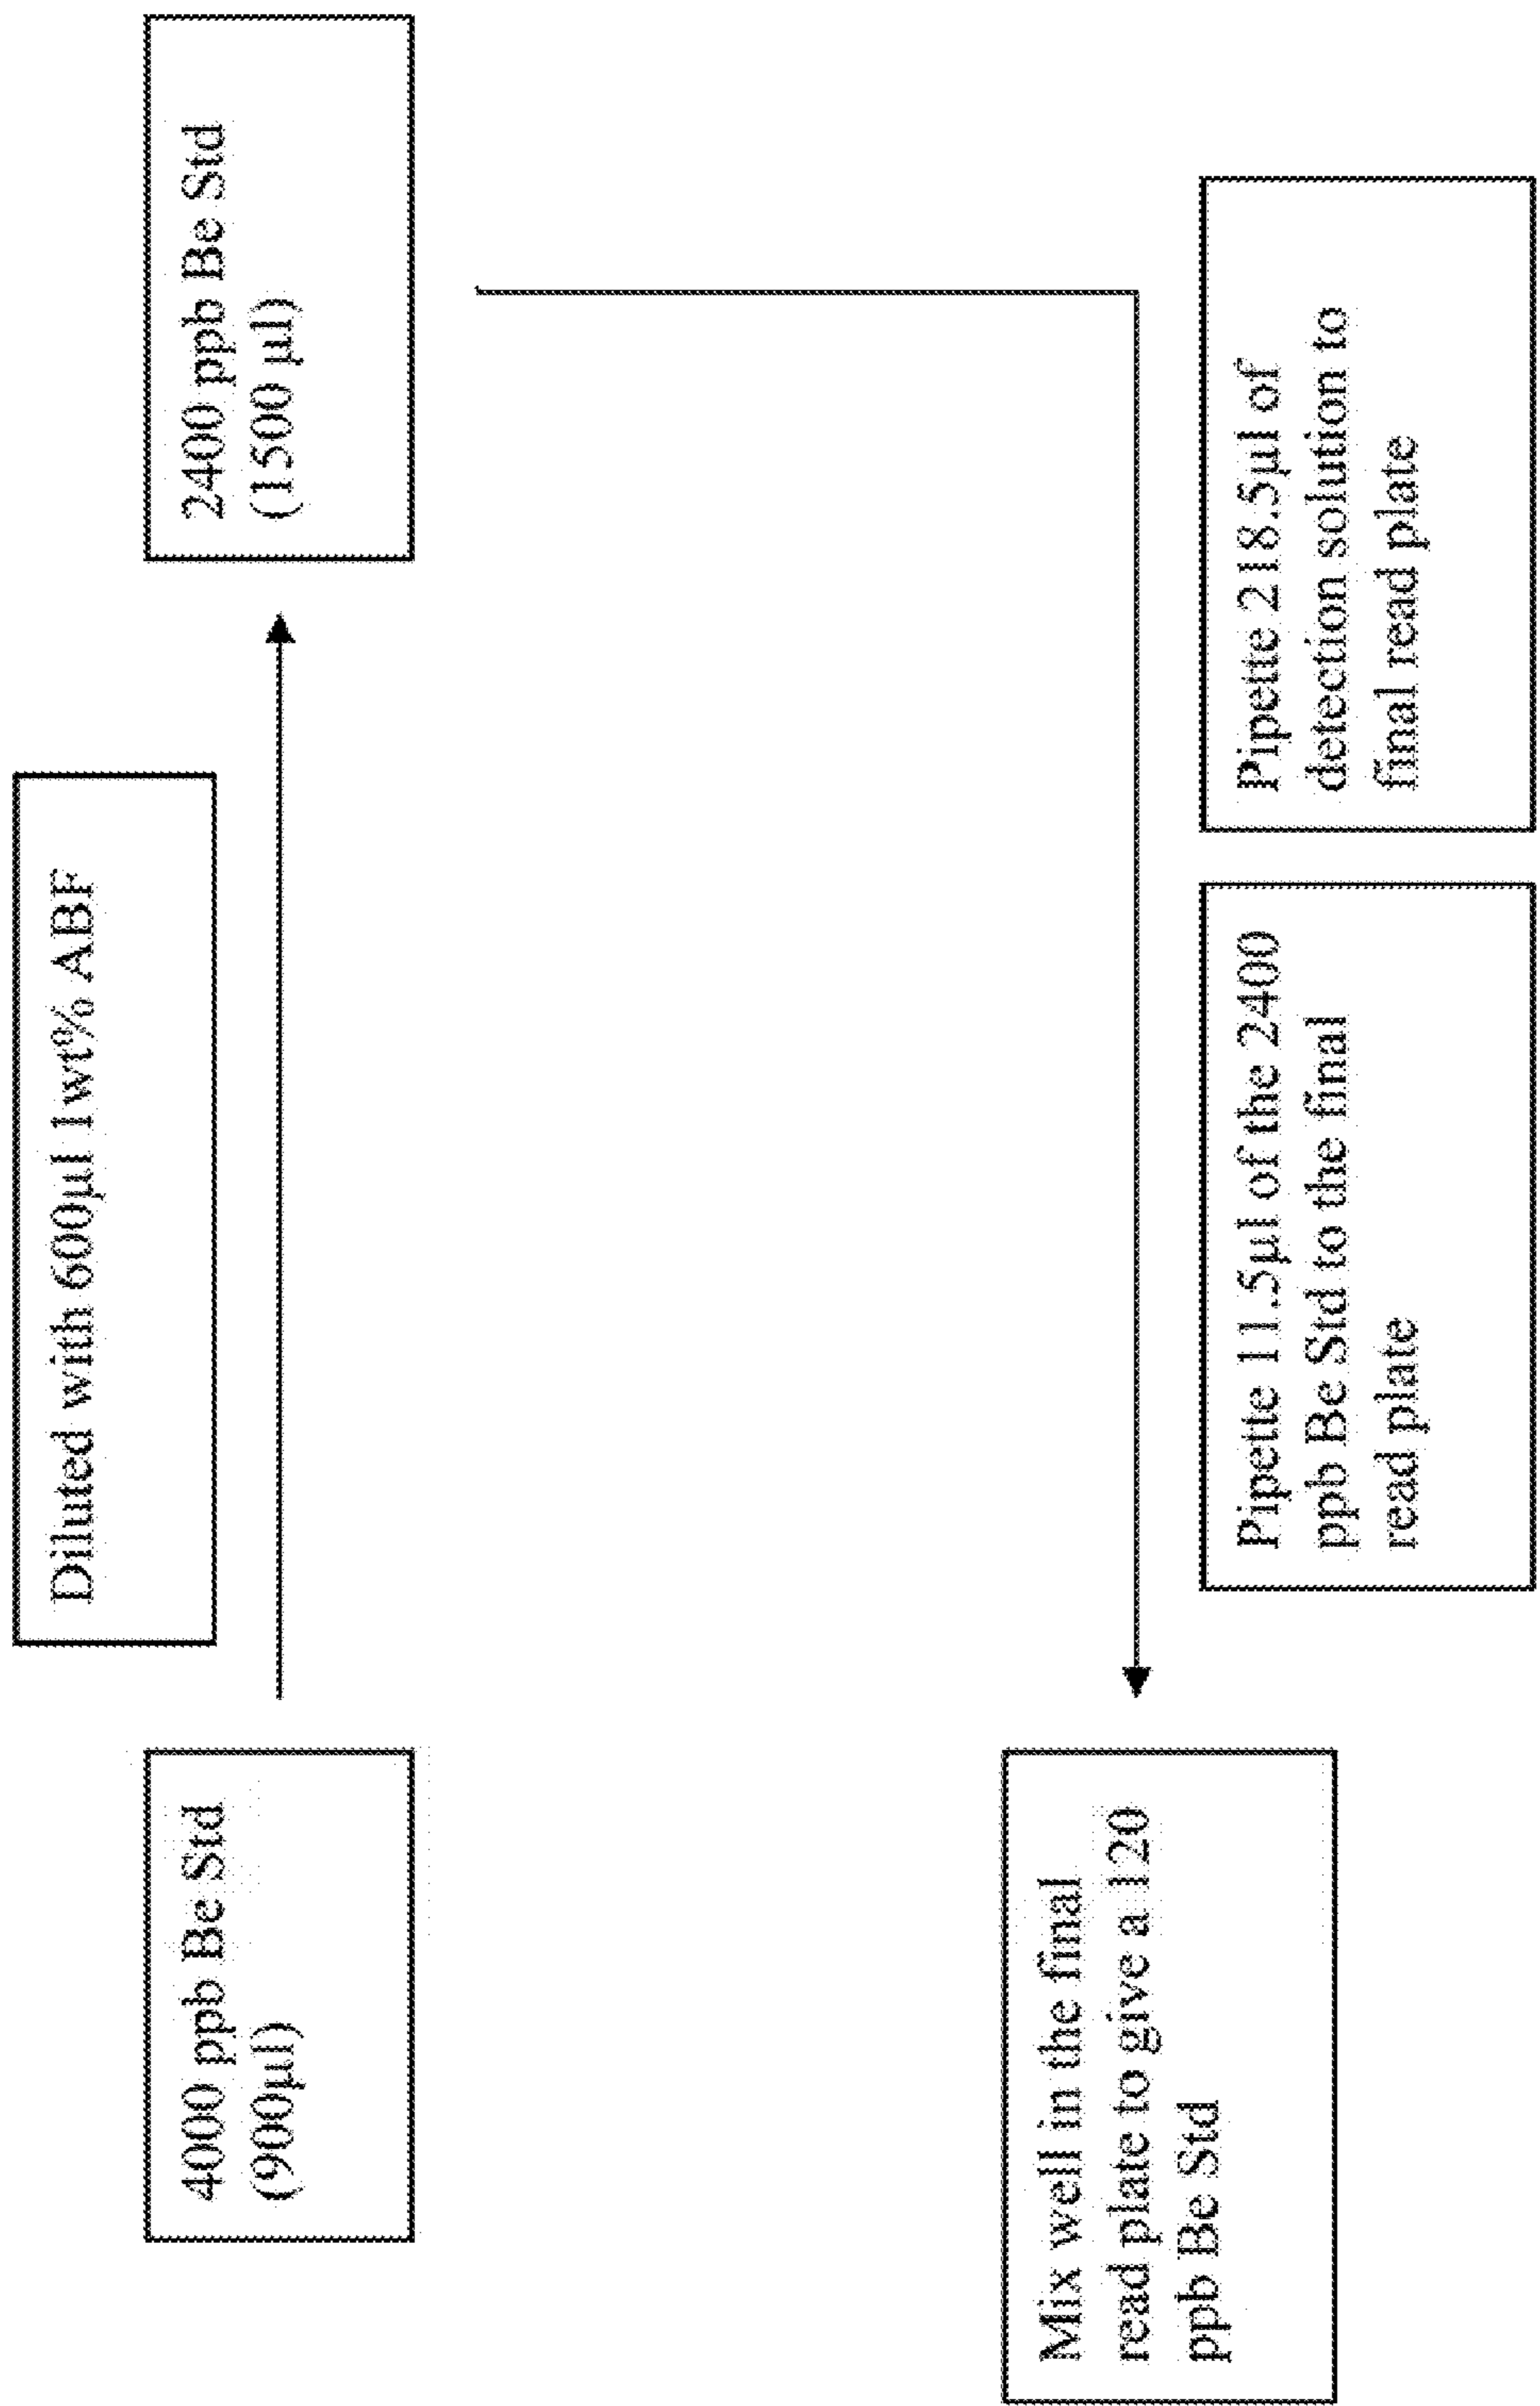 4000 ppb Be Std
(900µl)
Diluted with 600µl 1wt% ABF
2400 ppb Be Std
(1500 µl)
Mix well in the final
read plate to give a 120
ppb Be Std
Pipette 11.5µl of the 2400
ppb Be Std to the final
read plate
Pipette 218.5µl of
detection solution to
final read plate